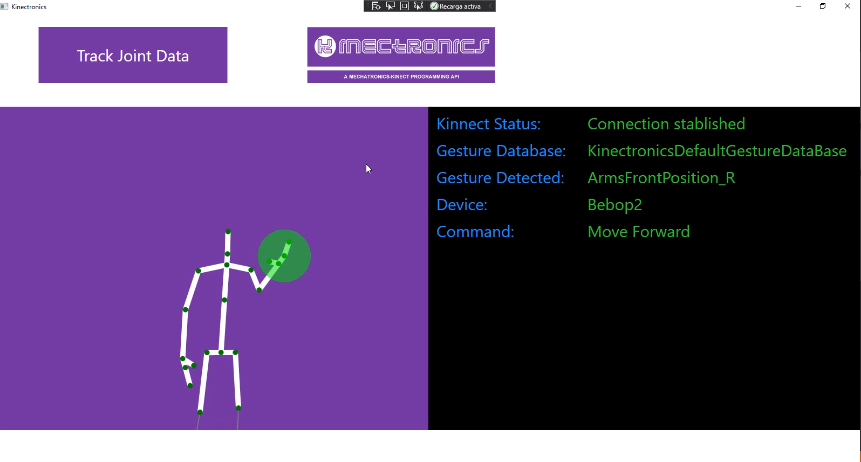 Kinectronics
Recarga activa
Track Joint Data
KINECTRONICS
A MECHATRONICS-KINECT PROGRAMMING API
Kinnect Status: Connection stablished
Gesture Database: KinectronicsDefaultGestureDataBase
Gesture Detected: ArmsFrontPosition_R
Device: Bebop2
Command: Move Forward